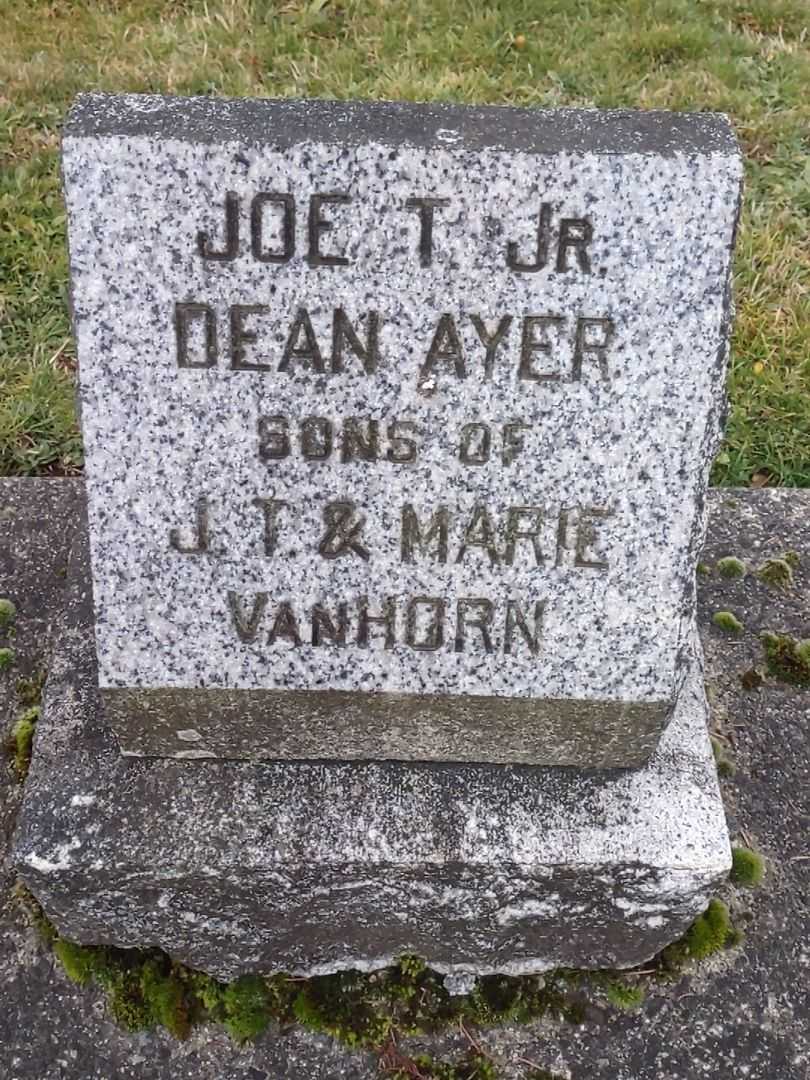 JOE T JR.
DEAN AYER
SONS OF
J T & MARIE
VANHORN